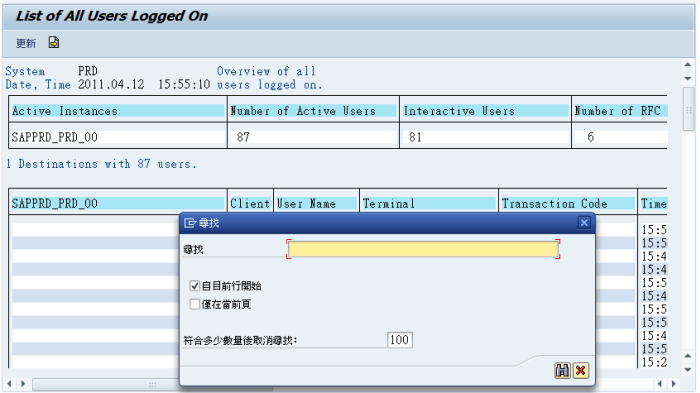 List of All Users Logged On
更新
System PRD Overview of all
Date, Time 2011.04.12 15:55:10 users logged on.
Active Instances Number of Active Users Interactive Users Number of RFC
SAPPRD_PRD_00 87 81 6
1 Destinations with 87 users.
SAPPRD_PRD_00 Client User Name Terminal Transaction Code Time
尋找
尋找
自目前行開始
僅在當前頁
符合多少數量後取消尋找: 100
15:5
15:5
15:4
15:4
15:5
15:4
15:5
15:5
15:4
15:5
15:2